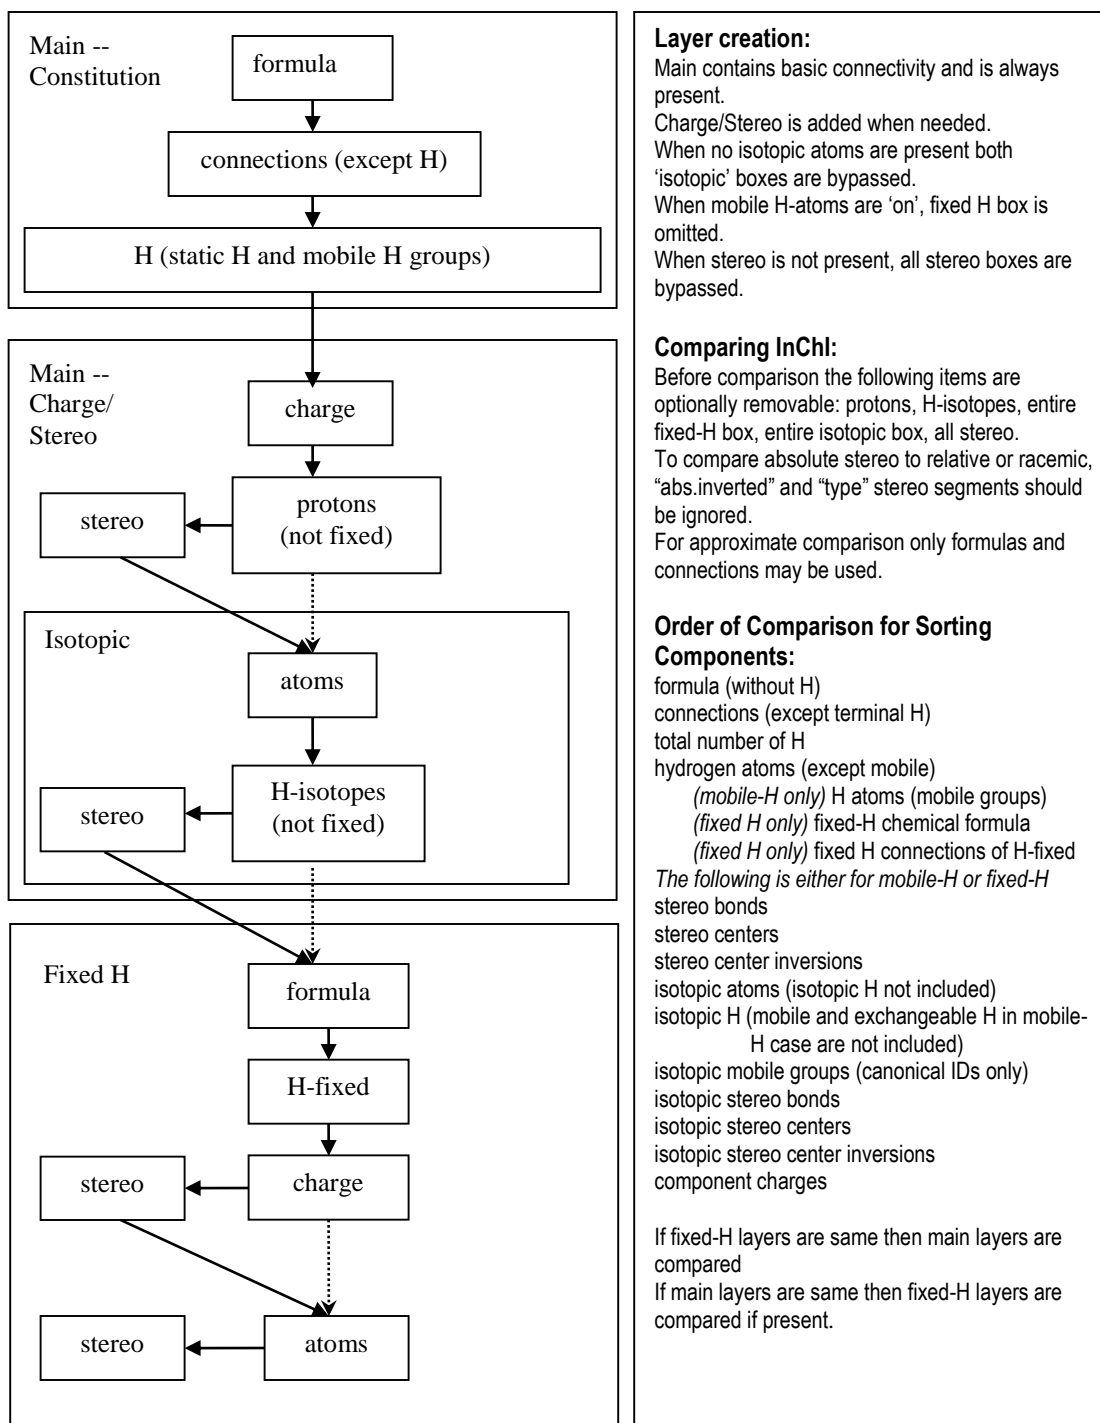 Main --
Constitution
formula
connections (except H)
H (static H and mobile H groups)
Main --
Charge/
Stereo
charge
protons
(not fixed)
stereo
Isotopic
atoms
H-isotopes
(not fixed)
stereo
Fixed H
formula
H-fixed
charge
stereo
atoms
stereo
Layer creation:
Main contains basic connectivity and is always
present.
Charge/Stereo is added when needed.
When no isotopic atoms are present both
‘isotopic’ boxes are bypassed.
When mobile H-atoms are ‘on’, fixed H box is
omitted.
When stereo is not present, all stereo boxes are
bypassed.
Comparing InChI:
Before comparison the following items are
optionally removable: protons, H-isotopes, entire
fixed-H box, entire isotopic box, all stereo.
To compare absolute stereo to relative or racemic,
“abs.inverted” and “type” stereo segments should
be ignored.
For approximate comparison only formulas and
connections may be used.
Order of Comparison for Sorting
Components:
formula (without H)
connections (except terminal H)
total number of H
hydrogen atoms (except mobile)
(mobile-H only) H atoms (mobile groups)
(fixed H only) fixed-H chemical formula
(fixed H only) fixed H connections of H-fixed
The following is either for mobile-H or fixed-H
stereo bonds
stereo centers
stereo center inversions
isotopic atoms (isotopic H not included)
isotopic H (mobile and exchangeable H in mobile-
H case are not included)
isotopic mobile groups (canonical IDs only)
isotopic stereo bonds
isotopic stereo centers
isotopic stereo center inversions
component charges
If fixed-H layers are same then main layers are
compared
If main layers are same then fixed-H layers are
compared if present.